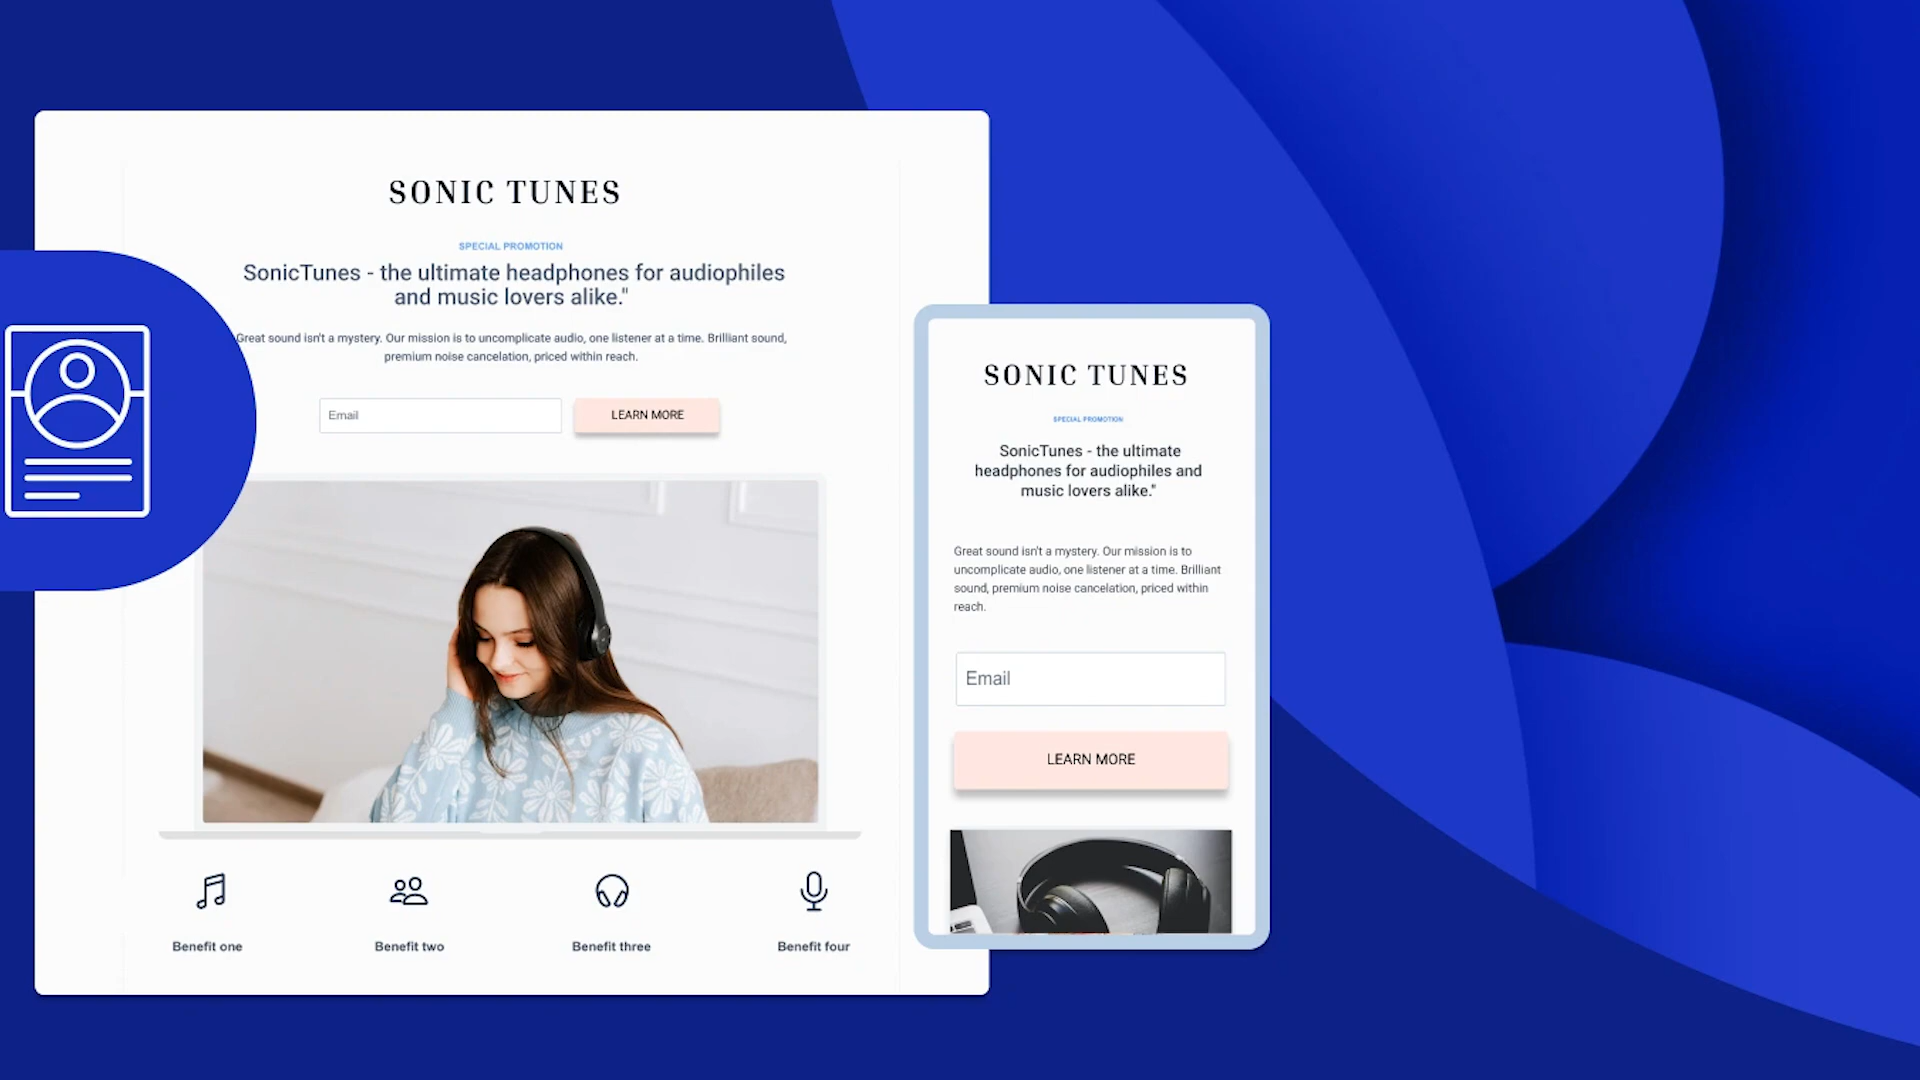 SONIC TUNES
SPECIAL PROMOTION
SonicTunes - the ultimate headphones for audiophiles
and music lovers alike."
Great sound isn't a mystery. Our mission is to uncomplicate audio, one listener at a time. Brilliant sound,
premium noise cancelation, priced within reach.
Email
LEARN MORE
Benefit one
Benefit two
Benefit three
Benefit four
SONIC TUNES
SPECIAL PROMOTION
SonicTunes - the ultimate
headphones for audiophiles and
music lovers alike."
Great sound isn't a mystery. Our mission is to
uncomplicate audio, one listener at a time. Brilliant
sound, premium noise cancelation, priced within
reach.
Email
LEARN MORE